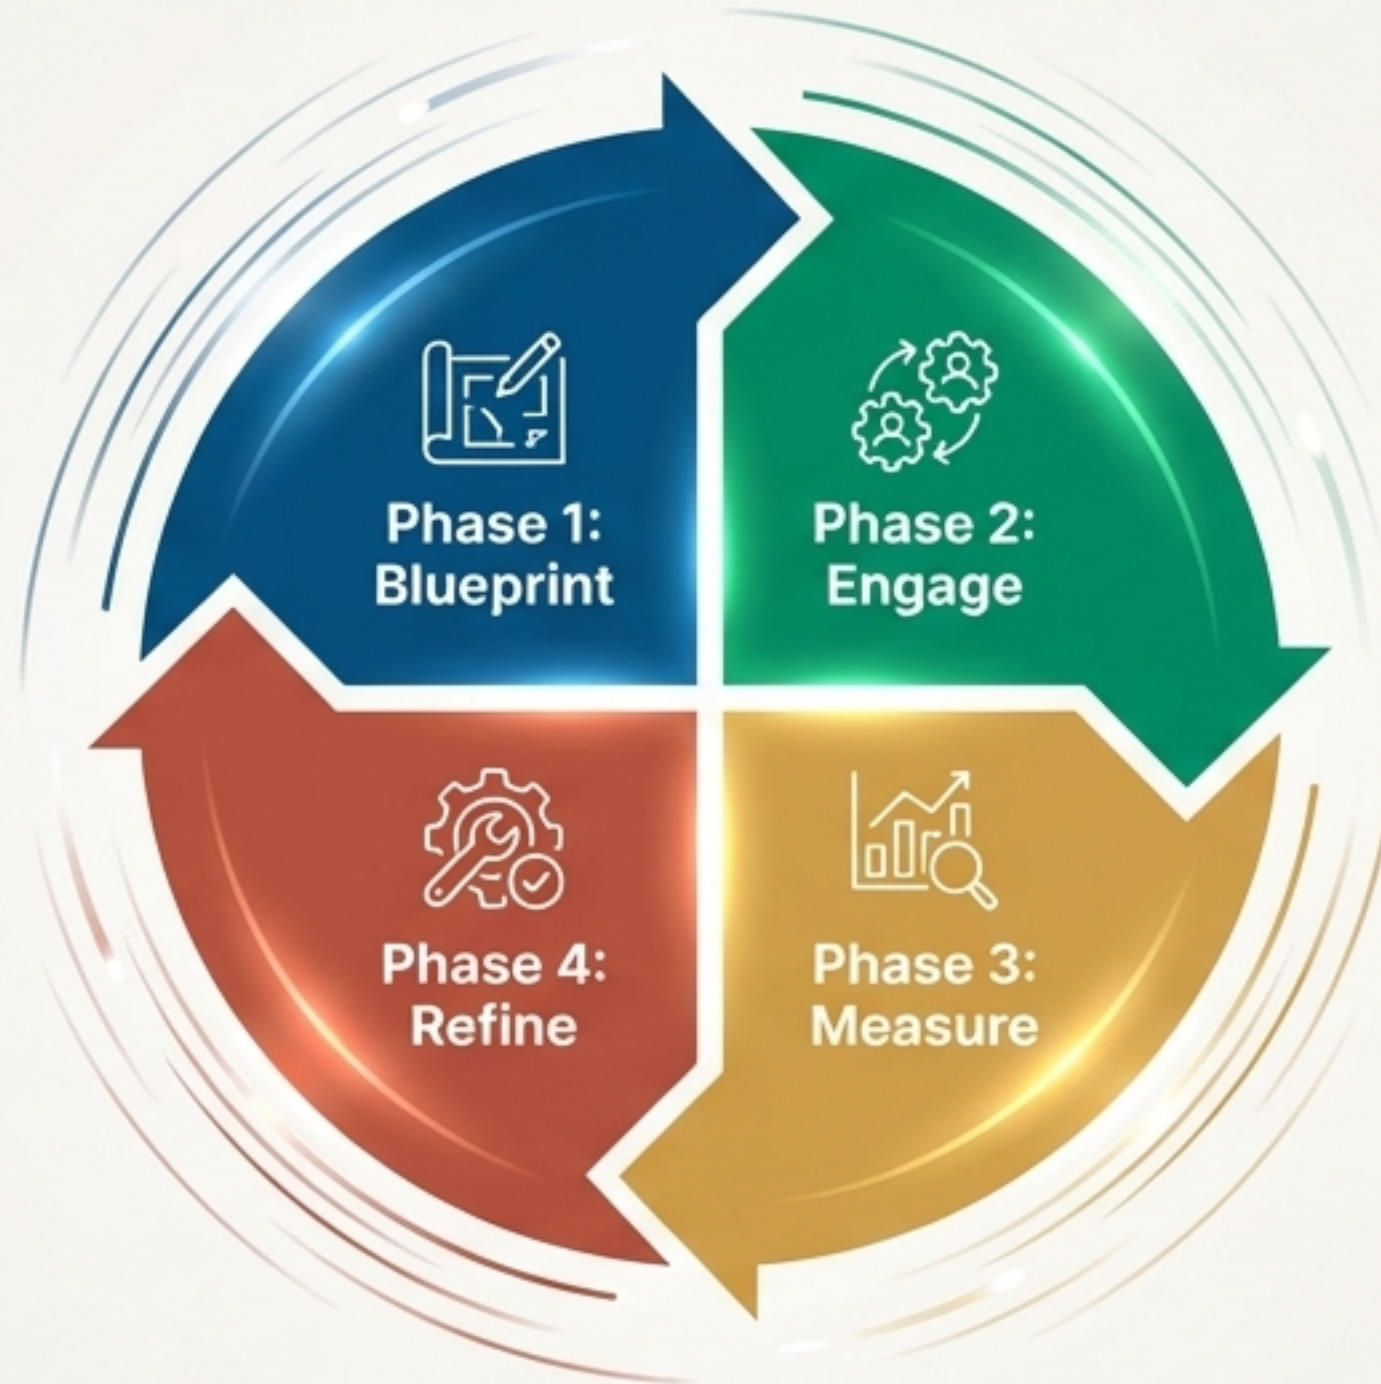 Phase 1:
Blueprint
Phase 2:
Engage
Phase 4:
Refine
Phase 3:
Measure